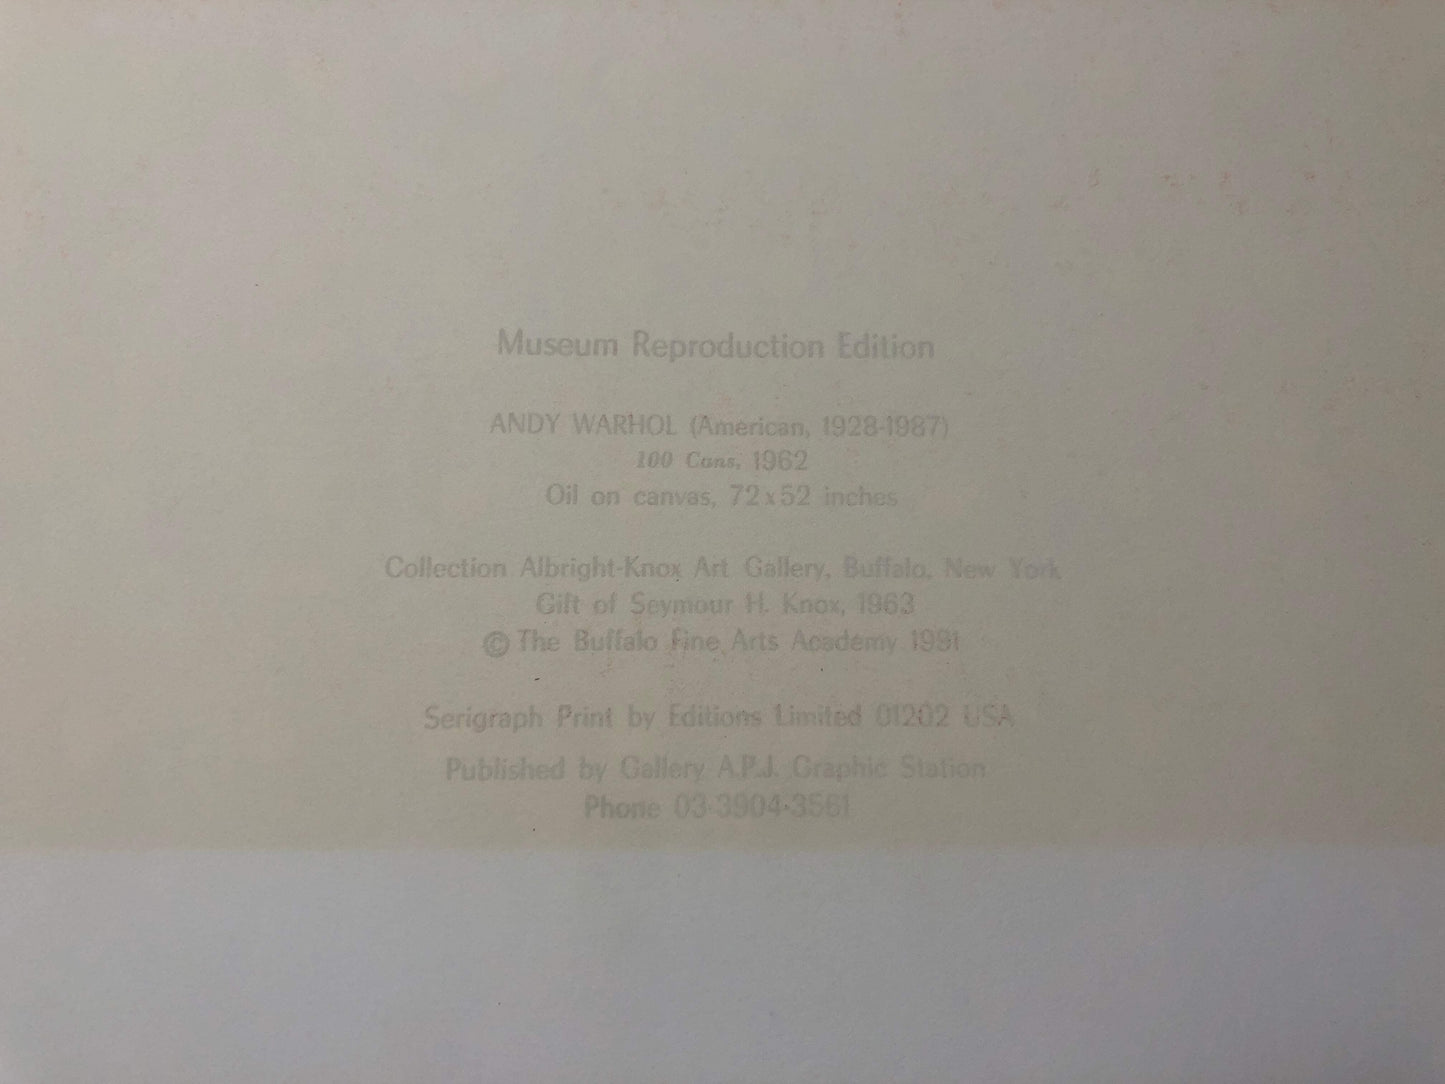 Museum Reproduction Edition
ANDY WARHOL (American, 1928-1987)
100 Cans, 1962
Oil on canvas, 72 x 52 inches
Collection Albright-Knox Art Gallery, Buffalo, New York
Gift of Seymour H. Knox, 1963
© The Buffalo Fine Arts Academy 1991
Serigraph Print by Editions Limited 01202 USA
Published by Gallery A.P.J. Graphic Station
Phone 03-3904-3561